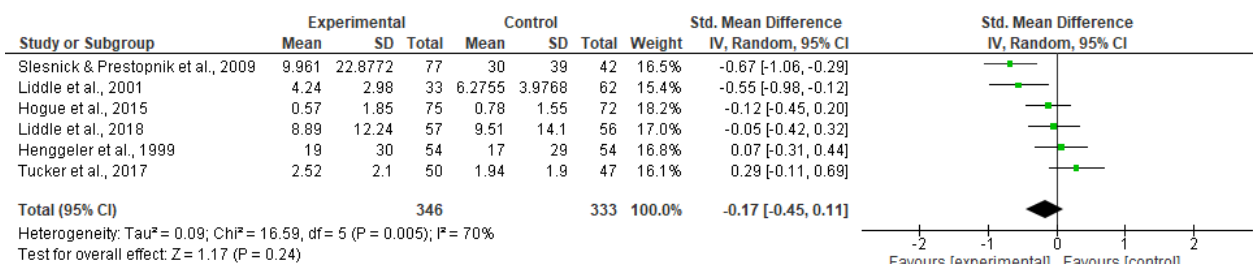 Experimental Control Std. Mean Difference Std. Mean Difference
Study or Subgroup Mean SD Total Mean SD Total Weight IV, Random, 95% CI IV, Random, 95% CI
Slesnick & Prestopnik et al., 2009 9.961 22.8772 77 30 39 42 16.5% -0.67 [-1.06, -0.29]
Liddle et al., 2001 4.24 2.98 33 6.2755 3.9768 62 15.4% -0.55 [-0.98, -0.12]
Hogue et al., 2015 0.57 1.85 75 0.78 1.55 72 18.2% -0.12 [-0.45, 0.20]
Liddle et al., 2018 8.89 12.24 57 9.51 14.1 56 17.0% -0.05 [-0.42, 0.32]
Henggeler et al., 1999 19 30 54 17 29 54 16.8% 0.07 [-0.31, 0.44]
Tucker et al., 2017 2.52 2.1 50 1.94 1.9 47 16.1% 0.29 [-0.11, 0.69]
Total (95% CI) 346 333 100.0% -0.17 [-0.45, 0.11]
Heterogeneity: Tau² = 0.09; Chi² = 16.59, df = 5 (P = 0.005); I² = 70%
Test for overall effect: Z = 1.17 (P = 0.24)
-2 -1 0 1 2
Favours [experimental] Favours [control]